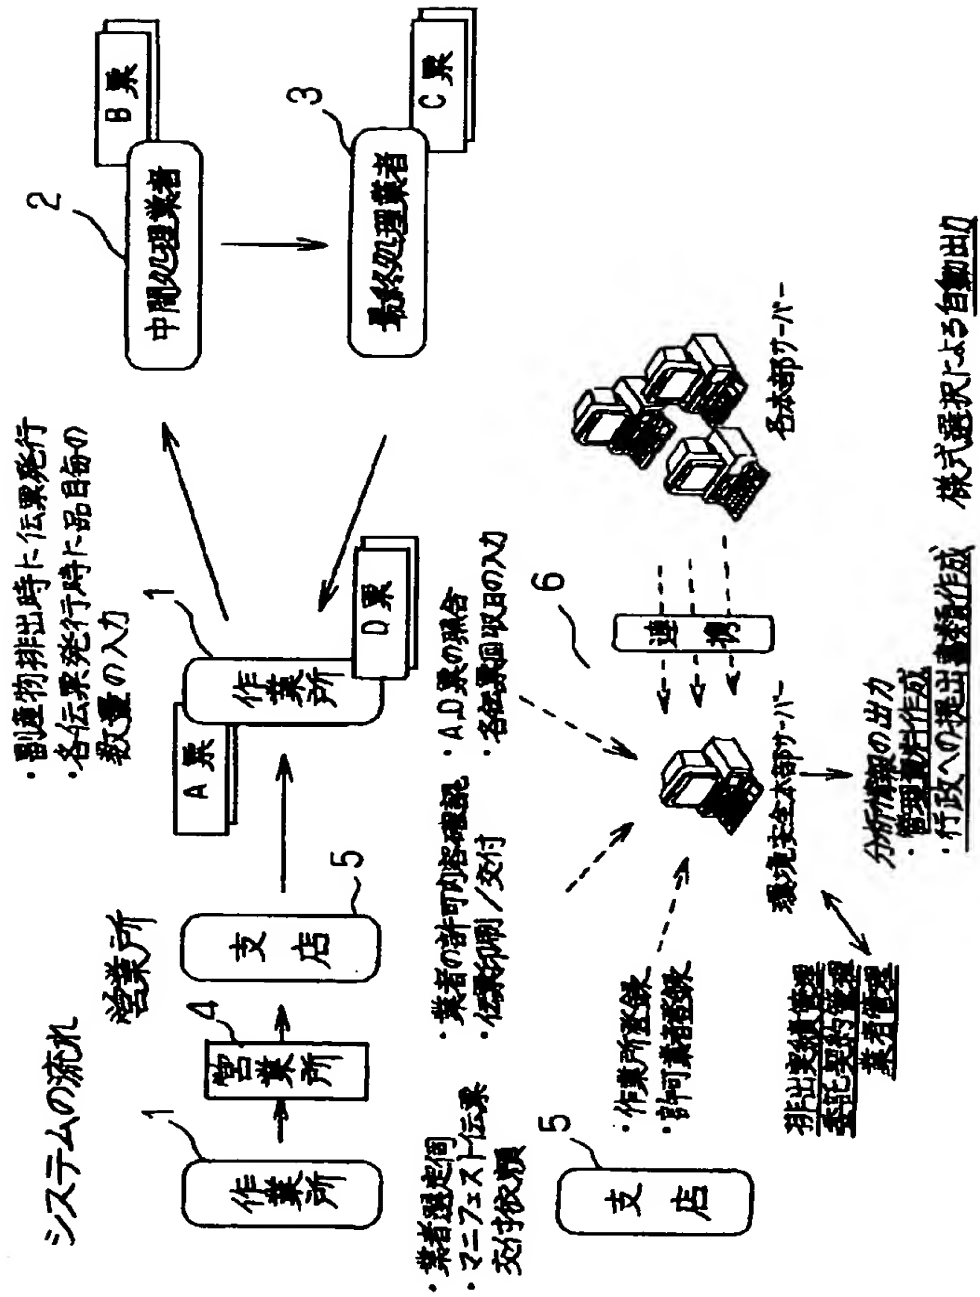 システムの流れ
営業所
・副産物排出時に伝票発行
・各伝票発行時に品目毎の
数量の入力
1
作業所
4
営業所
5
支店
A票
1
作業所
D票
2
中間処理業者
B票
3
最終処理業者
C票
・業者選定個
・マニフェスト伝票
交付依頼
・業者の許可内容確認
・伝票印刷/交付
・A,D票の照合
・各伝票回収日の入力
5
支店
・作業所登録
・許可業者登録
6
連携
環境安全本部サーバー
各本部サーバー
排出実績管理
委託契約管理
業者管理
分析情報の出力
・管理資料作成
・行政への提出書類作成
様式選択による自動出力